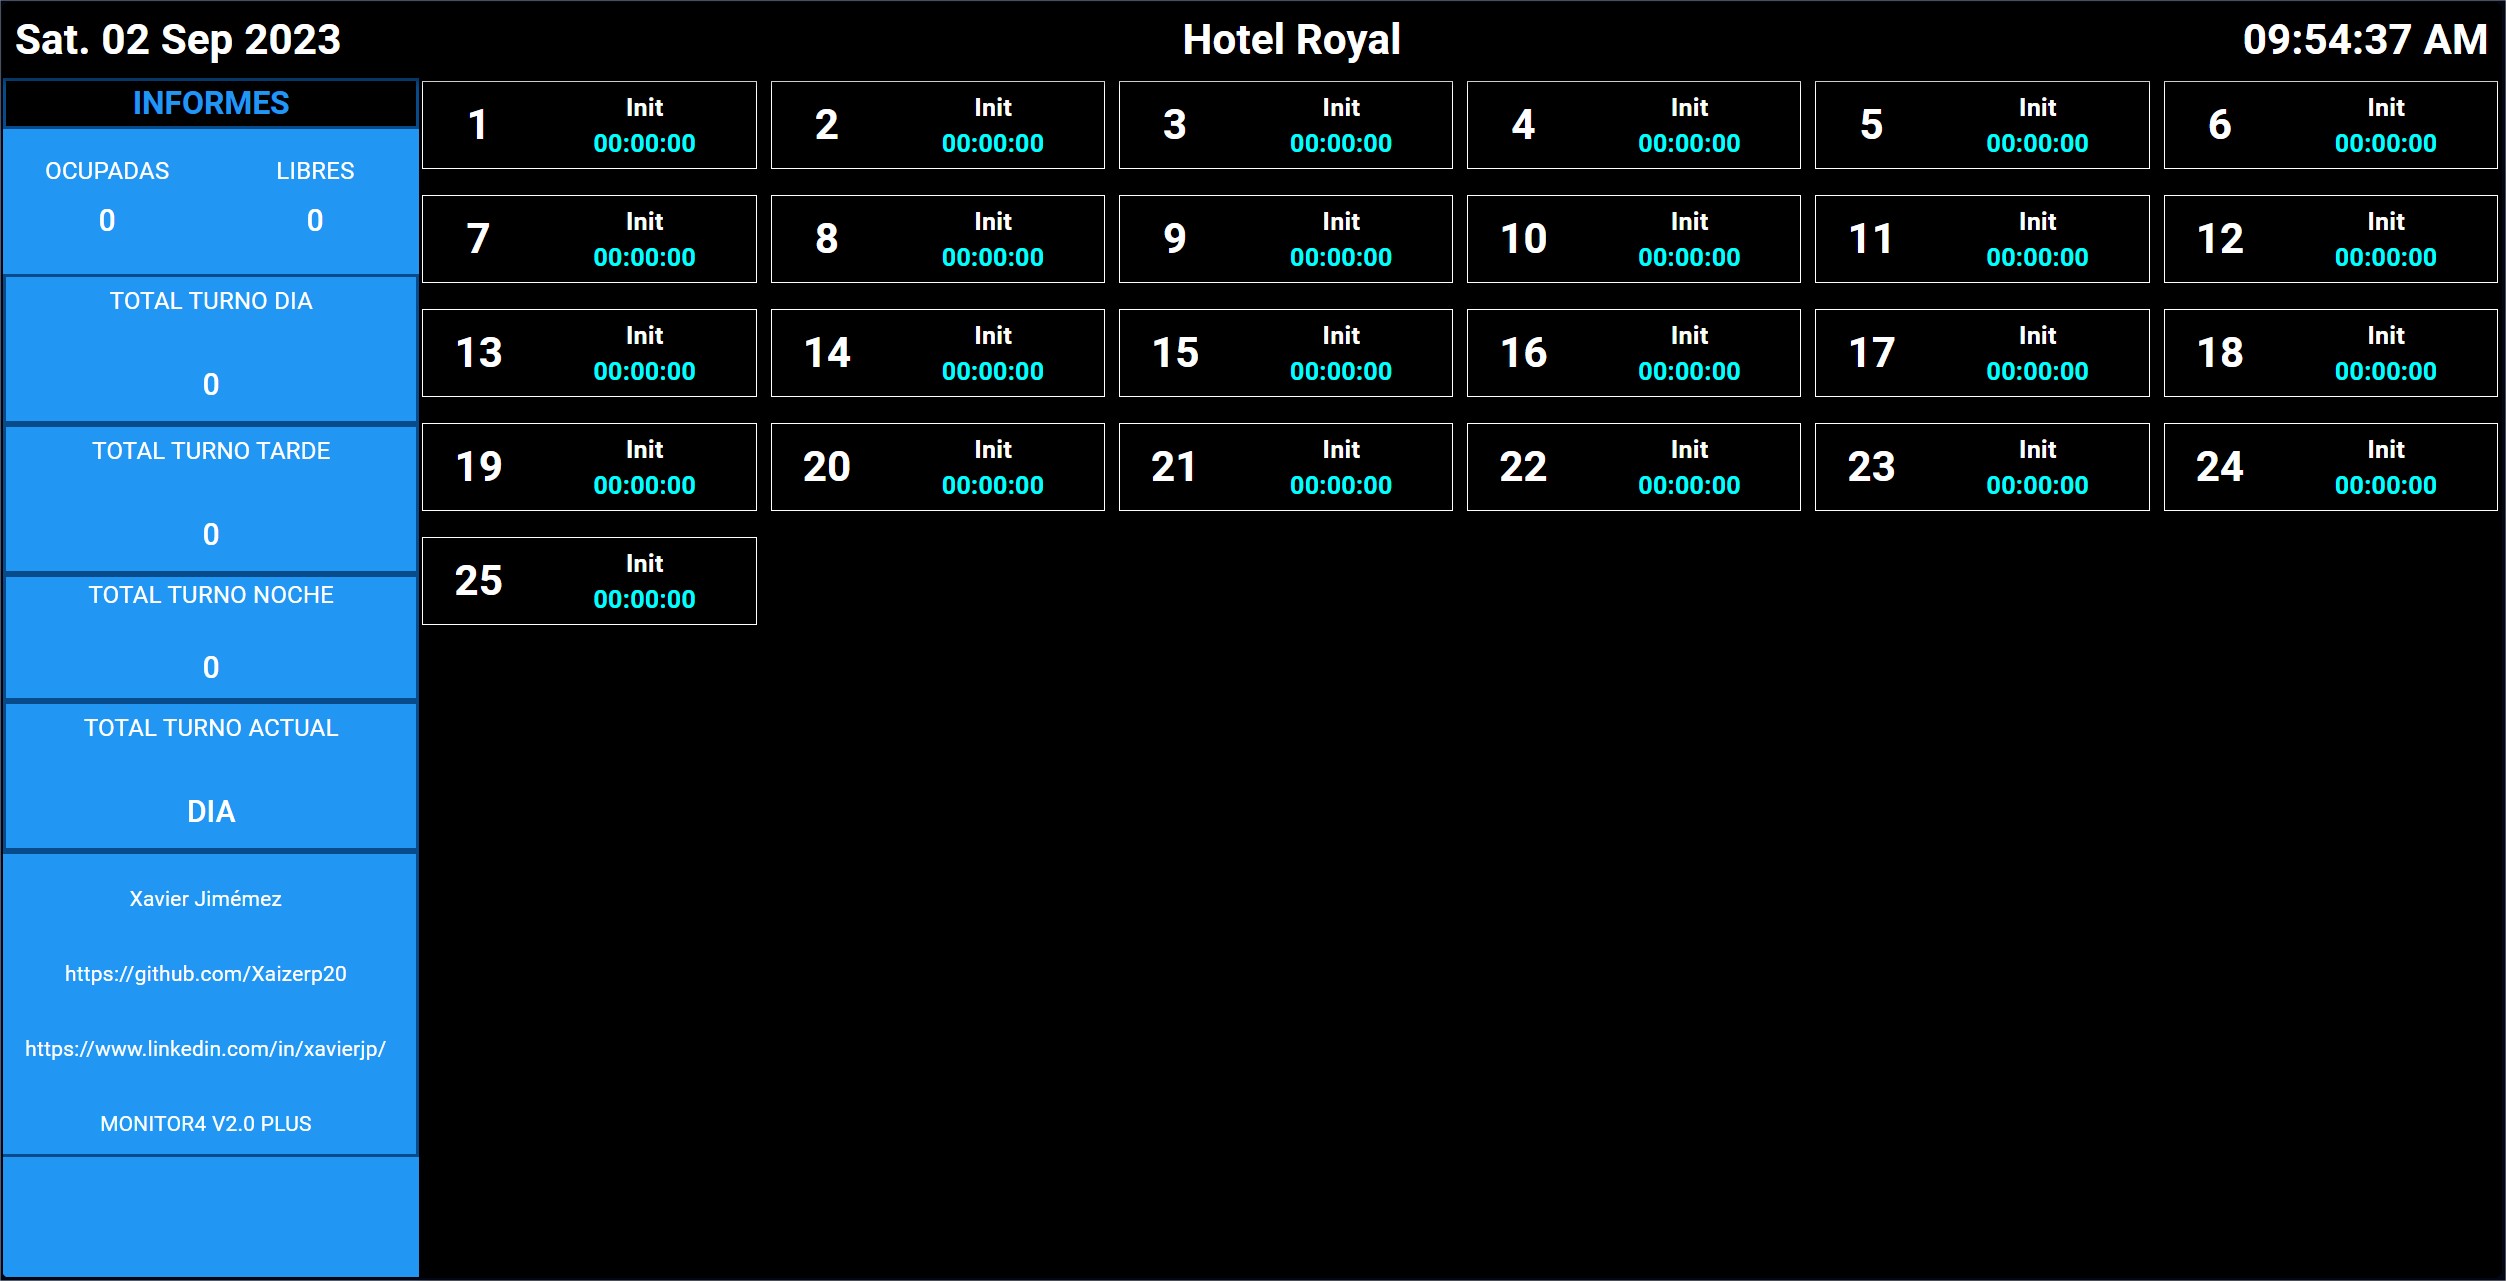 Sat. 02 Sep 2023 Hotel Royal 09:54:37 AM
INFORMES
OCUPADAS LIBRES
0 0
TOTAL TURNO DIA
0
TOTAL TURNO TARDE
0
TOTAL TURNO NOCHE
0
TOTAL TURNO ACTUAL
DIA
Xavier Jimémez
https://github.com/Xaizerp20
https://www.linkedin.com/in/xavierjp/
MONITOR4 V2.0 PLUS
1 Init 00:00:00
2 Init 00:00:00
3 Init 00:00:00
4 Init 00:00:00
5 Init 00:00:00
6 Init 00:00:00
7 Init 00:00:00
8 Init 00:00:00
9 Init 00:00:00
10 Init 00:00:00
11 Init 00:00:00
12 Init 00:00:00
13 Init 00:00:00
14 Init 00:00:00
15 Init 00:00:00
16 Init 00:00:00
17 Init 00:00:00
18 Init 00:00:00
19 Init 00:00:00
20 Init 00:00:00
21 Init 00:00:00
22 Init 00:00:00
23 Init 00:00:00
24 Init 00:00:00
25 Init 00:00:00